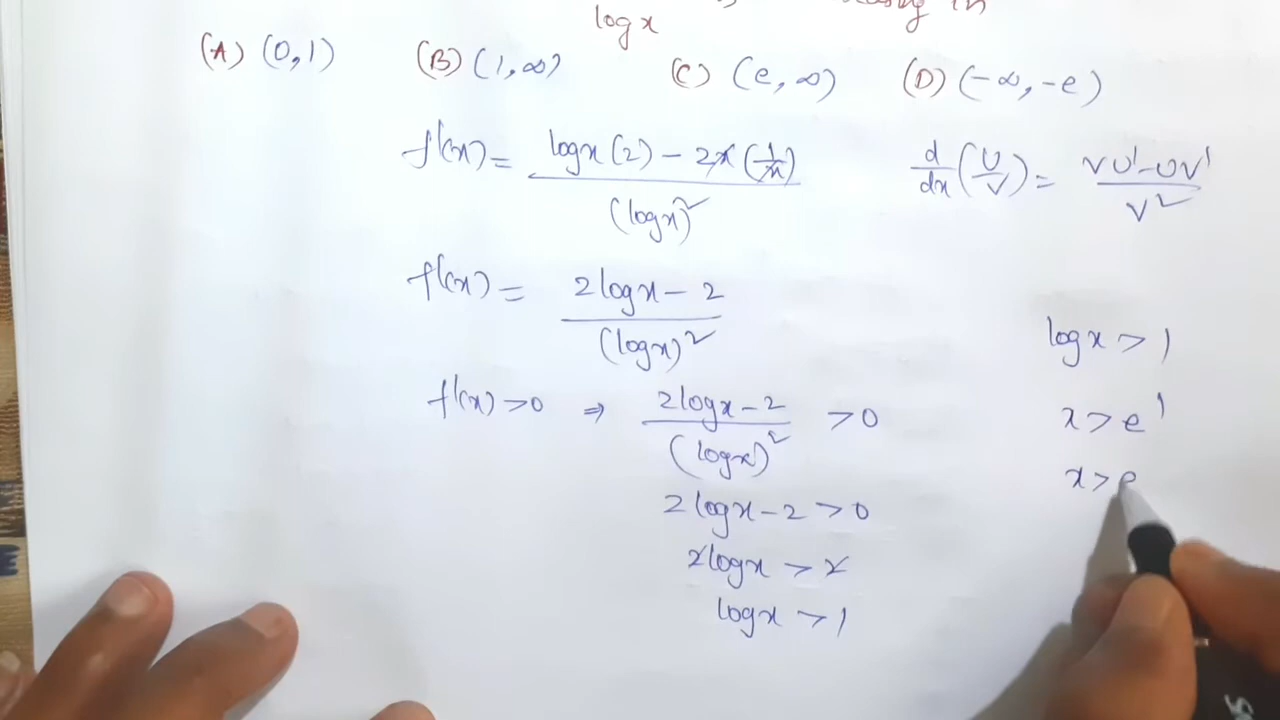 log x in
(A) (0,1) (B) (1,∞) (C) (e,∞) (D) (-∞,-e)
f'(x) = (log x (2) - 2x (1/x)) / (log x)² d/dx (U/V) = (VU' - UV') / V²
f'(x) = (2 log x - 2) / (log x)²
f'(x) > 0 ⇒ (2 log x - 2) / (log x)² > 0
2 log x - 2 > 0
2 log x > 2
log x > 1
log x > 1
x > e¹
x > e